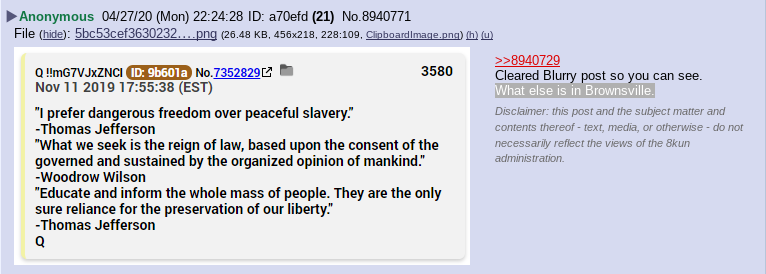 Anonymous 04/27/20 (Mon) 22:24:28 ID: a70efd (21) No.8940771
File (hide): 5bc53cef3630232….png (26.48 KB, 456x218, 228:109, ClipboardImage.png) (h) (u)
Q !!mG7VJxZNCI ID: 9b601a No.7352829 3580
Nov 11 2019 17:55:38 (EST)
"I prefer dangerous freedom over peaceful slavery."
-Thomas Jefferson
"What we seek is the reign of law, based upon the consent of the
governed and sustained by the organized opinion of mankind."
-Woodrow Wilson
"Educate and inform the whole mass of people. They are the only
sure reliance for the preservation of our liberty."
-Thomas Jefferson
Q
>>8940729
Cleared Blurry post so you can see.
What else is in Brownsville.
Disclaimer: this post and the subject matter and
contents thereof - text, media, or otherwise - do not
necessarily reflect the views of the 8kun
administration.